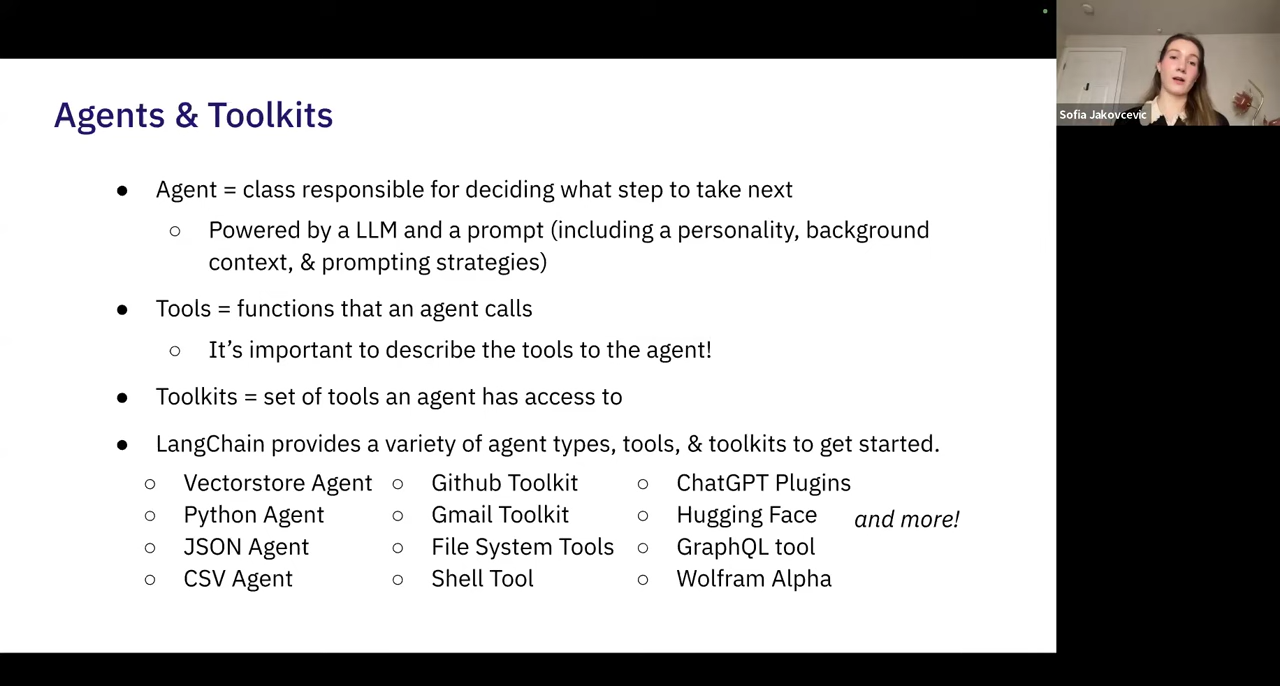 Agents & Toolkits
● Agent = class responsible for deciding what step to take next
○ Powered by a LLM and a prompt (including a personality, background
context, & prompting strategies)
● Tools = functions that an agent calls
○ It’s important to describe the tools to the agent!
● Toolkits = set of tools an agent has access to
● LangChain provides a variety of agent types, tools, & toolkits to get started.
○ Vectorstore Agent
○ Python Agent
○ JSON Agent
○ CSV Agent
○ Github Toolkit
○ Gmail Toolkit
○ File System Tools
○ Shell Tool
○ ChatGPT Plugins
○ Hugging Face
○ GraphQL tool
○ Wolfram Alpha
and more!
Sofia Jakovcevic